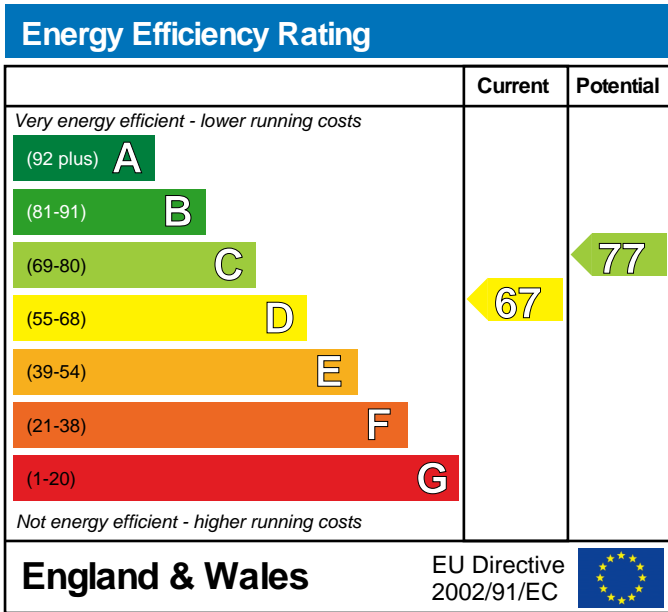 Energy Efficiency Rating
Current Potential
Very energy efficient - lower running costs
(92 plus) A
(81-91) B
(69-80) C
77
(55-68) D
67
(39-54) E
(21-38) F
(1-20) G
Not energy efficient - higher running costs
England & Wales
EU Directive
2002/91/EC